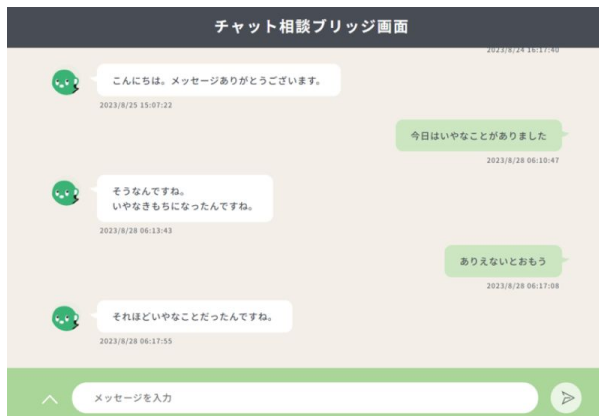 チャット相談ブリッジ画面
2023/8/24 16:17:40
こんにちは。メッセージありがとうございます。
2023/8/25 15:07:22
今日はいやなことがありました
2023/8/28 06:10:47
そうなんですね。
いやなきもちになったんですね。
2023/8/28 06:13:43
ありえないとおもう
2023/8/28 06:17:08
それほどいやなことだったんですね。
2023/8/28 06:17:55
メッセージを入力